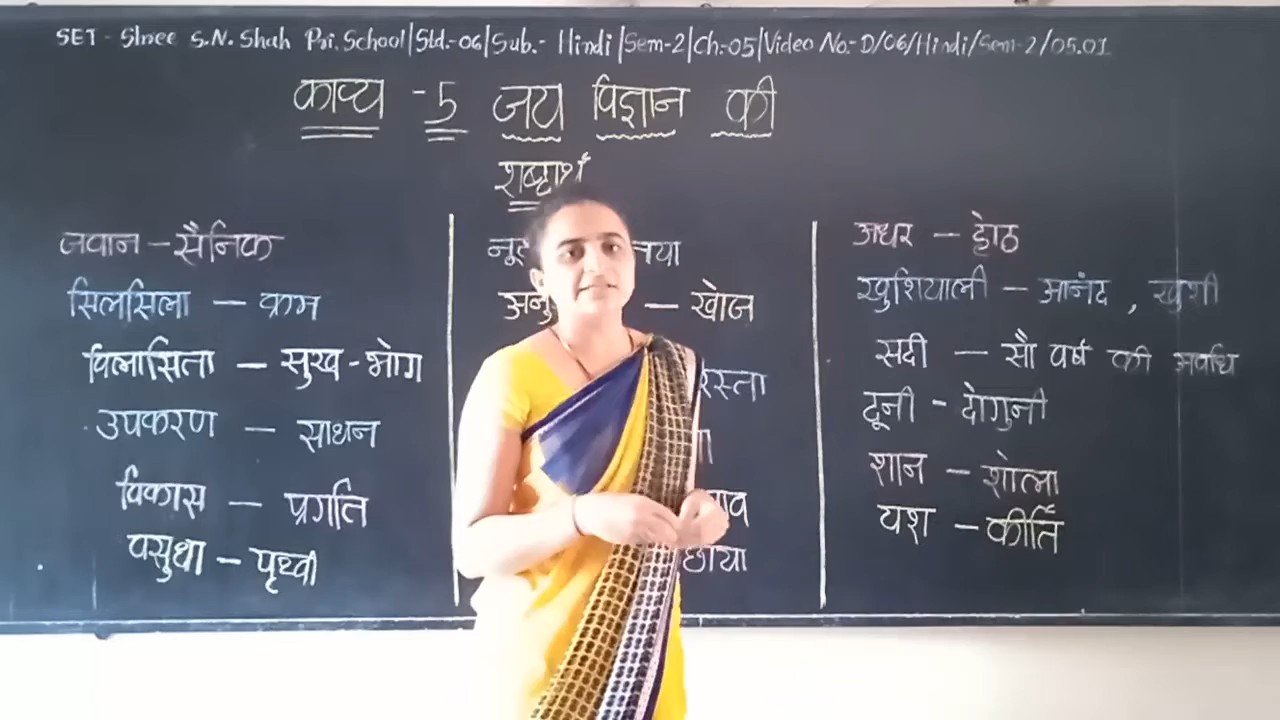 SET - Shree S.N. Shah Pri. School|Std.-06|Sub.- Hindi |Sem-2|Ch:-05|Video No:-D/06/Hindi/Sem-2/05.01
काव्य -5 जय विज्ञान की
शब्दार्थ
जवान - सैनिक
सिलसिला - क्रम
विलासिता - सुख-भोग
उपकरण - साधन
विकास - प्रगति
वसुधा - पृथ्वी
नया
- खोज
छाया
अधर - होठ
खुशियाली - आनंद , खुशी
सदी - सौ वर्ष की अवधि
दूनी - दोगुनी
शान - शोला
यश - कीर्ति